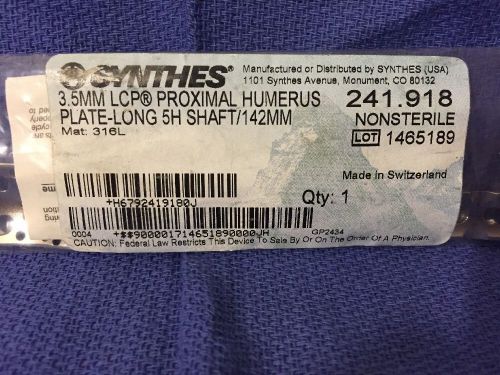 SYNTHES®
Manufactured or Distributed by SYNTHES (USA)
1101 Synthes Avenue, Monument, CO 80132
3.5MM LCP® PROXIMAL HUMERUS
PLATE-LONG 5H SHAFT/142MM
Mat: 316L
241.918
NONSTERILE
LOT 1465189
Made in Switzerland
+H6792419180J
Qty: 1
0004
+$$900001714651890000JH
GP2434
CAUTION: Federal Law Restricts This Device To Sale By Or On The Order Of A Physician.